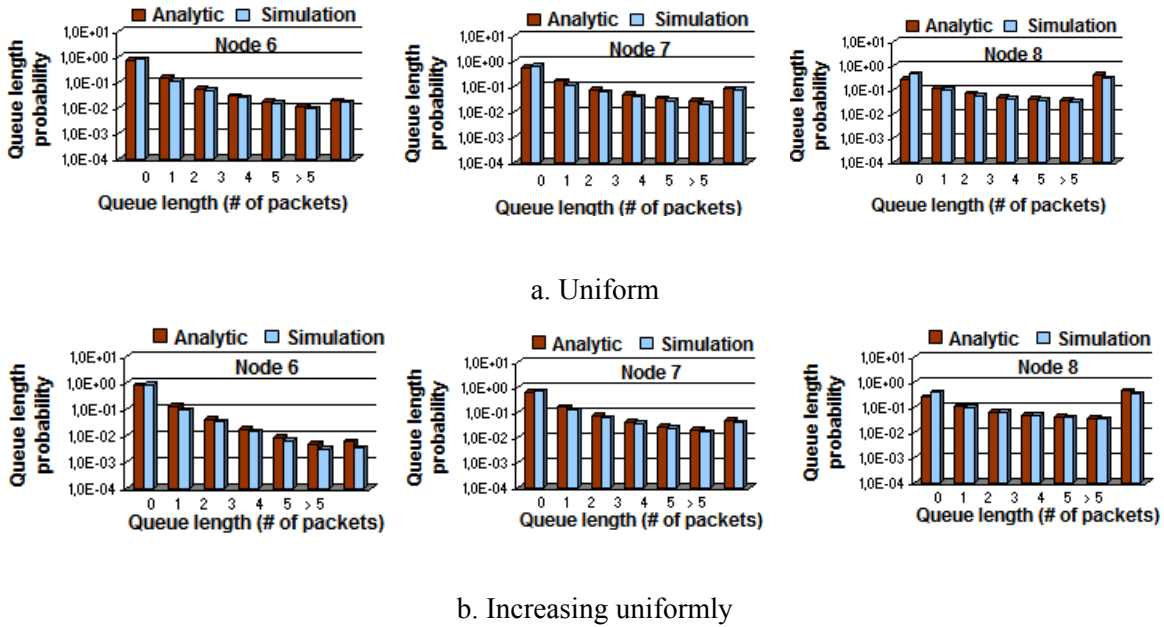 Analytic Simulation
Node 6
1,0E+01
1,0E+00
1,0E-01
1,0E-02
1,0E-03
1,0E-04
Queue length probability
0 1 2 3 4 5 > 5
Queue length (# of packets)
Analytic Simulation
Node 7
1,0E+01
1,0E+00
1,0E-01
1,0E-02
1,0E-03
1,0E-04
Queue length probability
0 1 2 3 4 5 > 5
Queue length (# of packets)
Analytic Simulation
Node 8
1,0E+01
1,0E+00
1,0E-01
1,0E-02
1,0E-03
1,0E-04
Queue length probability
0 1 2 3 4 5 > 5
Queue length (# of packets)
a. Uniform
Analytic Simulation
Node 6
1,0E+01
1,0E+00
1,0E-01
1,0E-02
1,0E-03
1,0E-04
Queue length probability
0 1 2 3 4 5 > 5
Queue length (# of packets)
Analytic Simulation
Node 7
1,0E+01
1,0E+00
1,0E-01
1,0E-02
1,0E-03
1,0E-04
Queue length probability
0 1 2 3 4 5 > 5
Queue length (# of packets)
Analytic Simulation
Node 8
1,0E+01
1,0E+00
1,0E-01
1,0E-02
1,0E-03
1,0E-04
Queue length probability
0 1 2 3 4 5 > 5
Queue length (# of packets)
b. Increasing uniformly